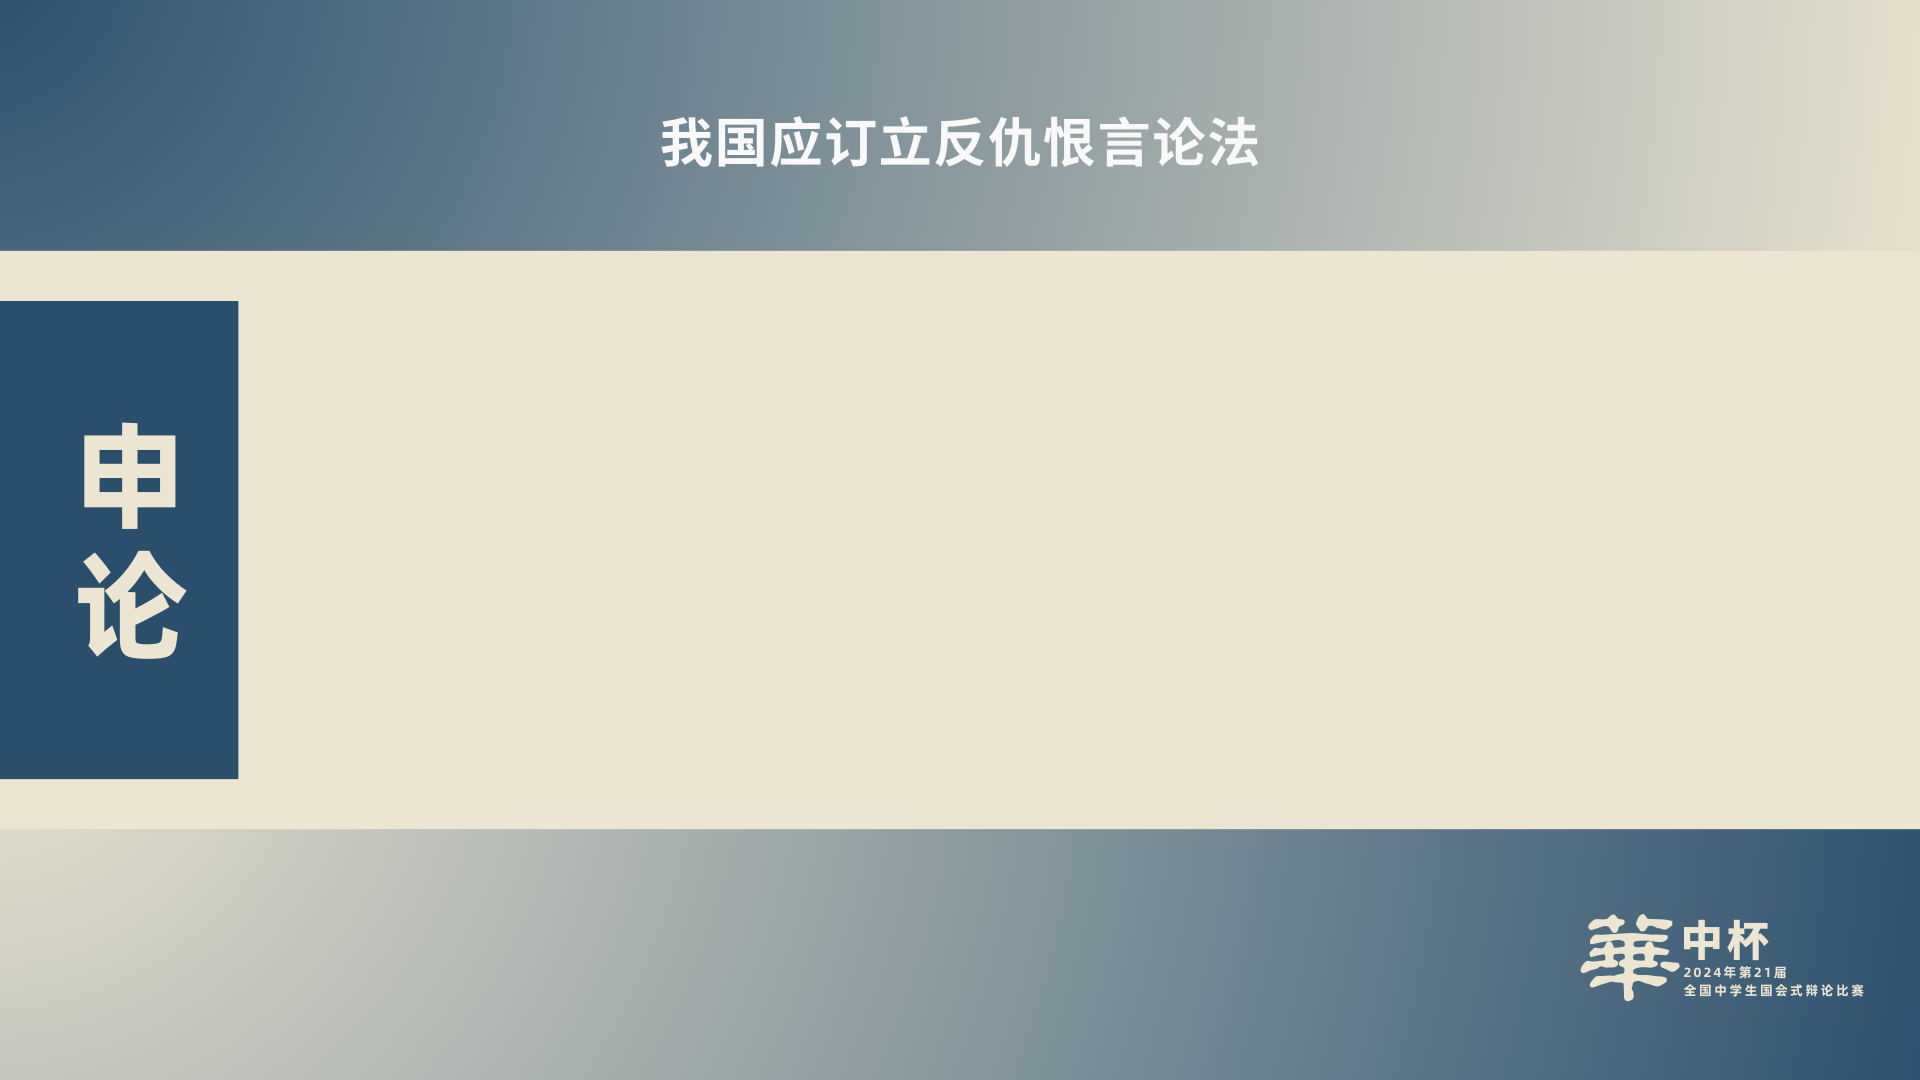 我国应订立反仇恨言论法
申
论
華中杯
2024年第21届
全国中学生国会式辩论比赛